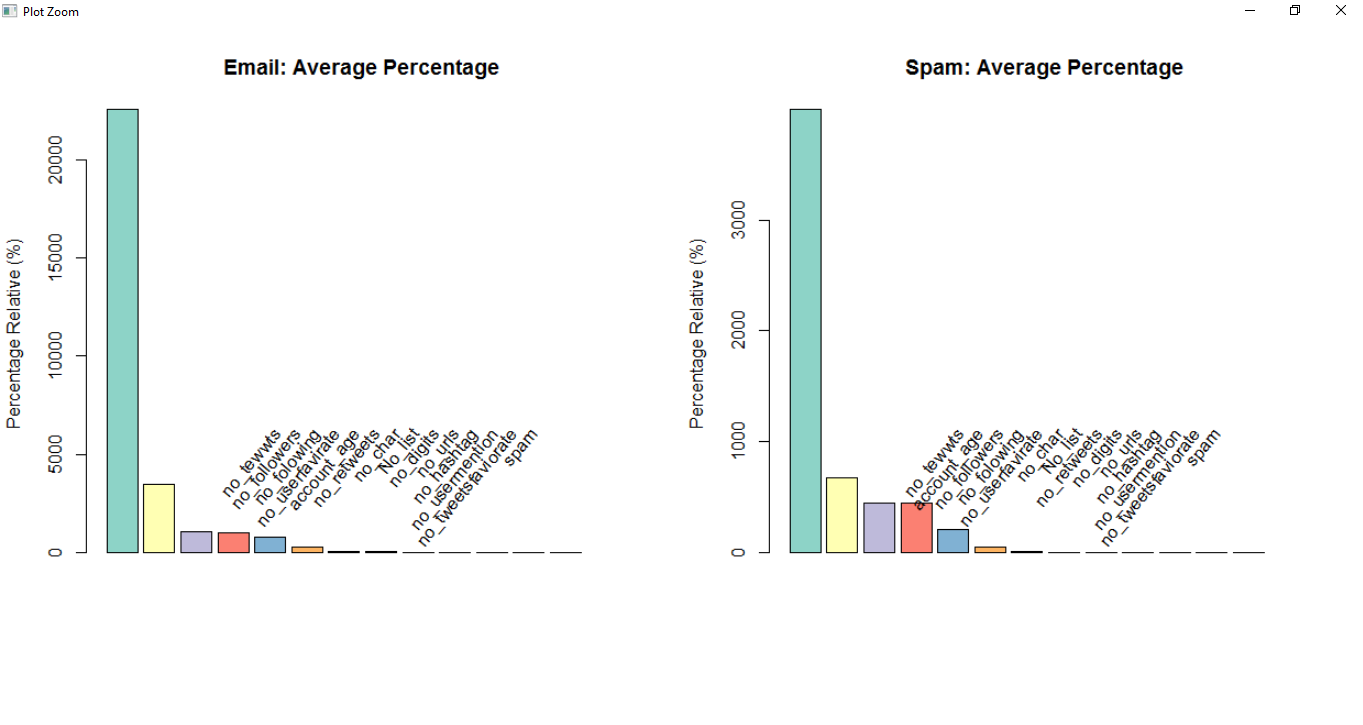 Plot Zoom
Email: Average Percentage
Percentage Relative (%)
20000
15000
10000
5000
0
no_tewwts
no_followers
no_folowing
no_userfavirate
account_age
no_retweets
no_char
No_list
no_digits
no_urls
no_hashtag
no_usermention
no_tweetsfaviorate
spam
Spam: Average Percentage
Percentage Relative (%)
3000
2000
1000
0
no_tewwts
account_age
no_followers
no_folowing
no_userfavirate
no_char
No_list
no_retweets
no_digits
no_urls
no_hashtag
no_usermention
no_tweetsfaviorate
spam